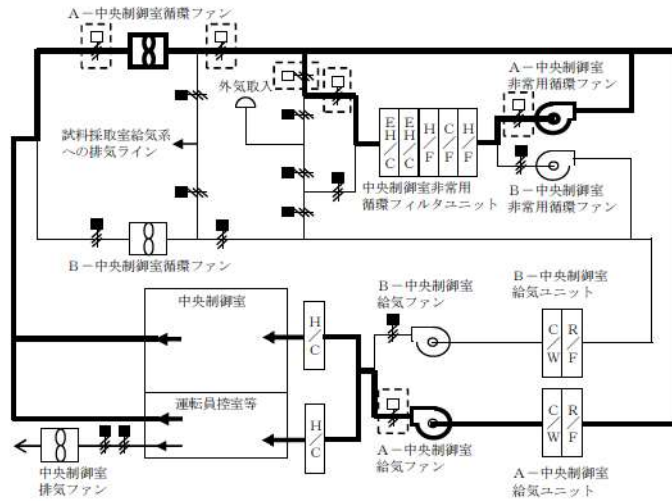 A－中央制御室循環ファン
外気取入
A－中央制御室
非常用循環ファン
試料採取室給気系
への排気ライン
EH/C
EH/C
H/F
C/F
H/F
中央制御室非常用
循環フィルタユニット
B－中央制御室
非常用循環ファン
B－中央制御室循環ファン
中央制御室
H/C
B－中央制御室
給気ファン
B－中央制御室
給気ユニット
C/W
R/F
運転員控室等
H/C
C/W
R/F
中央制御室
排気ファン
A－中央制御室
給気ファン
A－中央制御室
給気ユニット